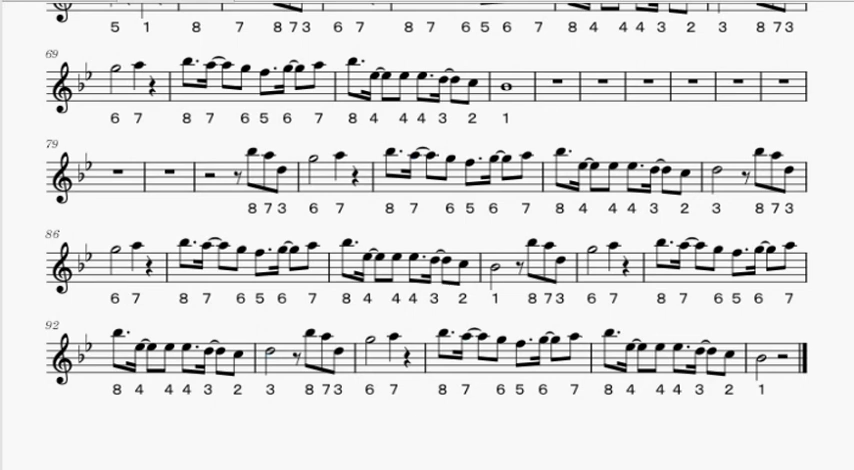 5 1 8 7 8 7 3 6 7 8 7 6 5 6 7 8 4 4 4 3 2 3 8 7 3
69
6 7 8 7 6 5 6 7 8 4 4 4 3 2 1
79
8 7 3 6 7 8 7 6 5 6 7 8 4 4 4 3 2 3 8 7 3
86
6 7 8 7 6 5 6 7 8 4 4 4 3 2 1 8 7 3 6 7 8 7 6 5 6 7
92
8 4 4 4 3 2 3 8 7 3 6 7 8 7 6 5 6 7 8 4 4 4 3 2 1